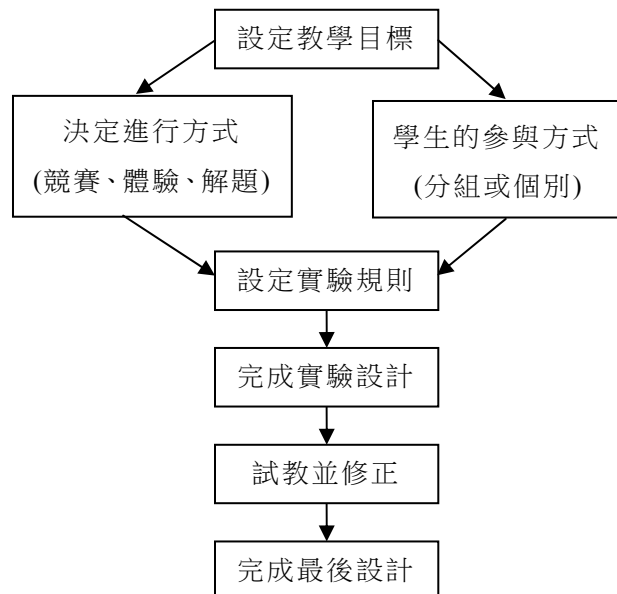 設定教學目標
決定進行方式
(競賽、體驗、解題)
學生的參與方式
(分組或個別)
設定實驗規則
完成實驗設計
試教並修正
完成最後設計